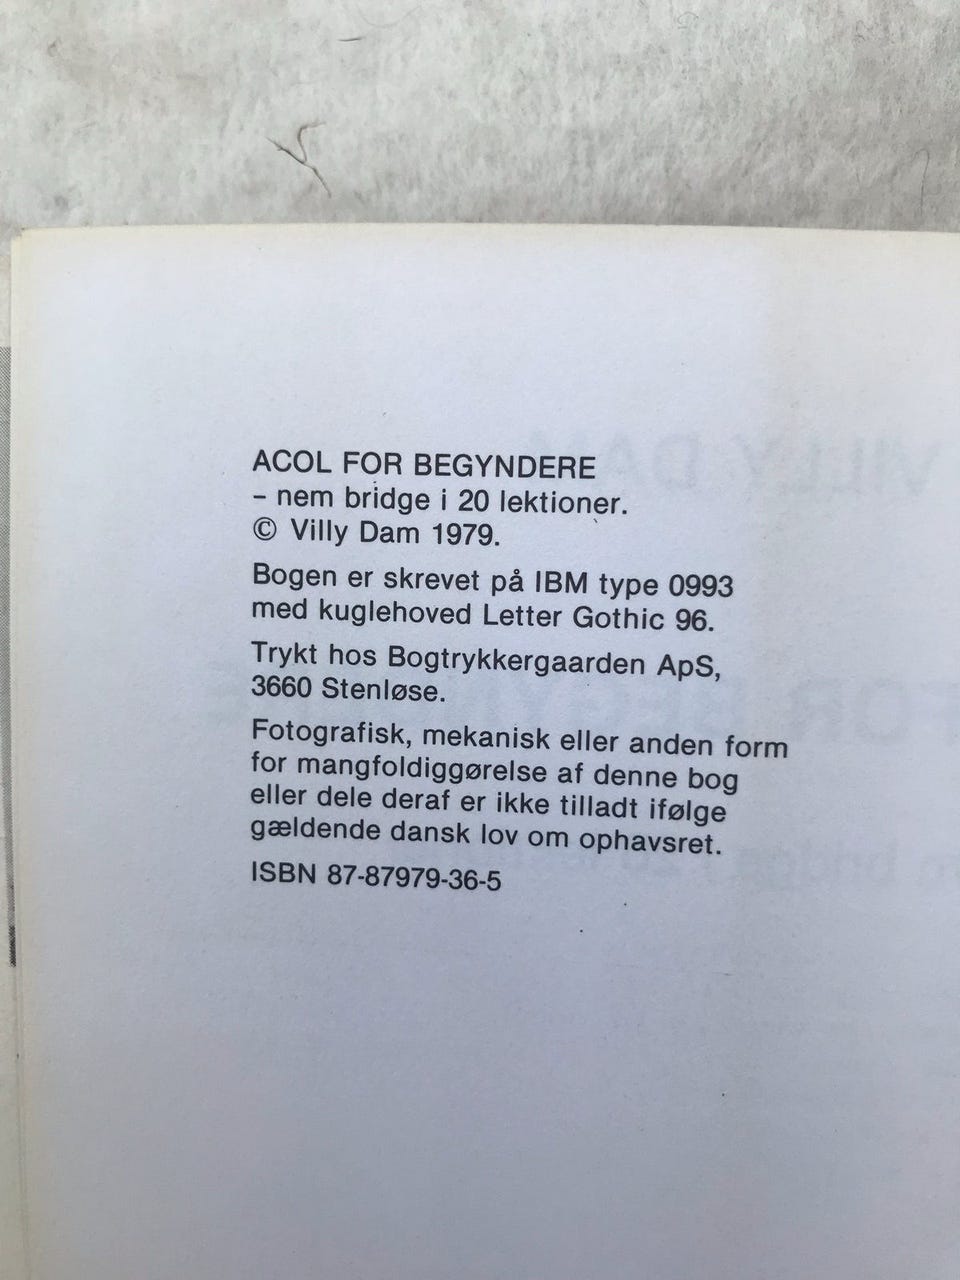 ACOL FOR BEGYNDERE
– nem bridge i 20 lektioner.
© Villy Dam 1979.
Bogen er skrevet på IBM type 0993
med kuglehoved Letter Gothic 96.
Trykt hos Bogtrykkergaarden ApS,
3660 Stenløse.
Fotografisk, mekanisk eller anden form
for mangfoldiggørelse af denne bog
eller dele deraf er ikke tilladt ifølge
gældende dansk lov om ophavsret.
ISBN 87-87979-36-5